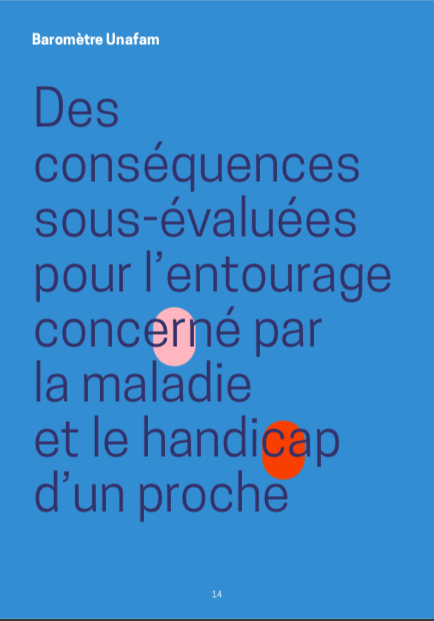 Baromètre Unafam
Des
conséquences
sous-évaluées
pour l’entourage
concerné par
la maladie
et le handicap
d’un proche
14